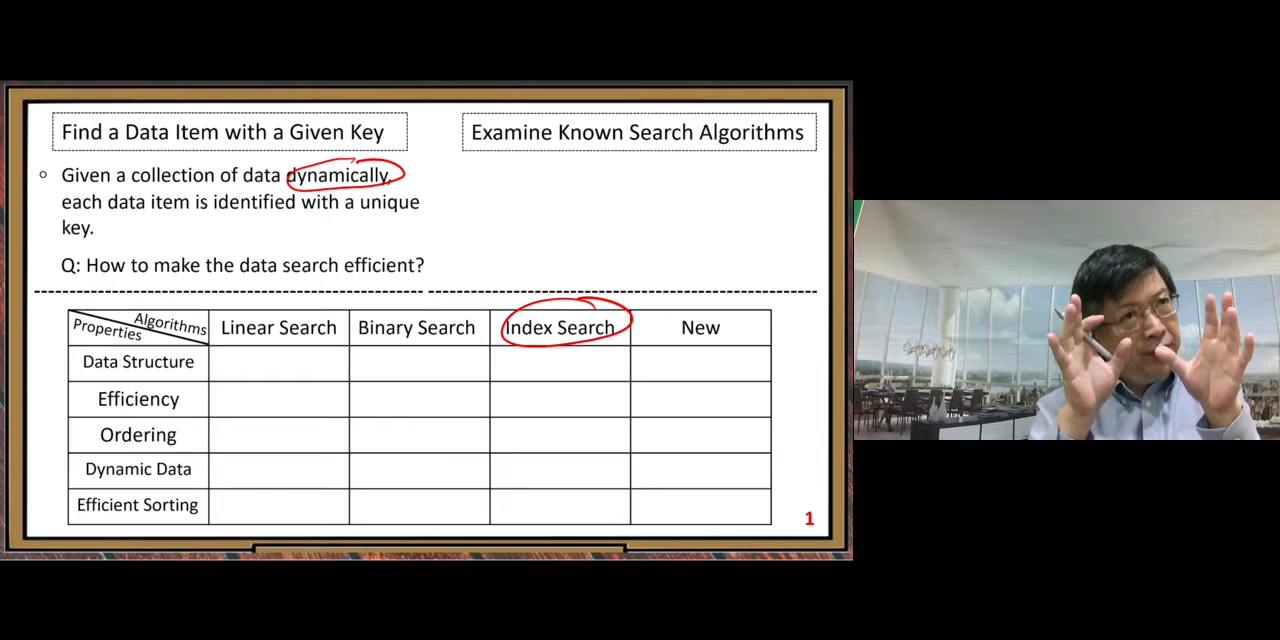 Find a Data Item with a Given Key
Examine Known Search Algorithms
Given a collection of data dynamically,
each data item is identified with a unique
key.
Q: How to make the data search efficient?
Algorithms
Properties
Linear Search
Binary Search
Index Search
New
Data Structure
Efficiency
Ordering
Dynamic Data
Efficient Sorting
1